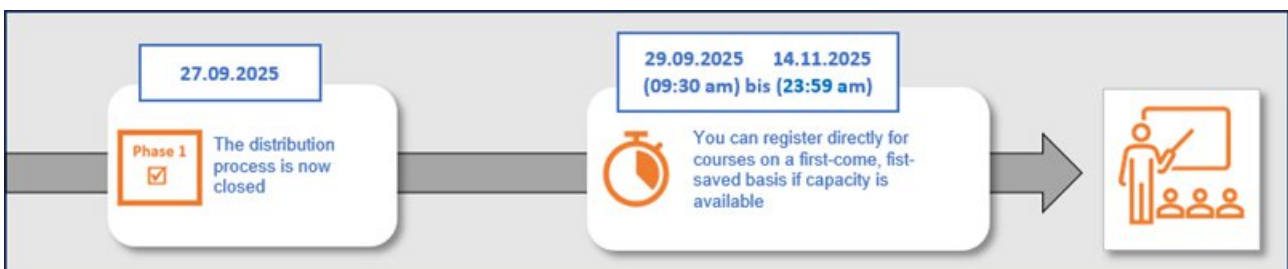 27.09.2025
Phase 1
The distribution
process is now
closed
29.09.2025 14.11.2025
(09:30 am) bis (23:59 am)
You can register directly for
courses on a first-come, fist-
saved basis if capacity is
available